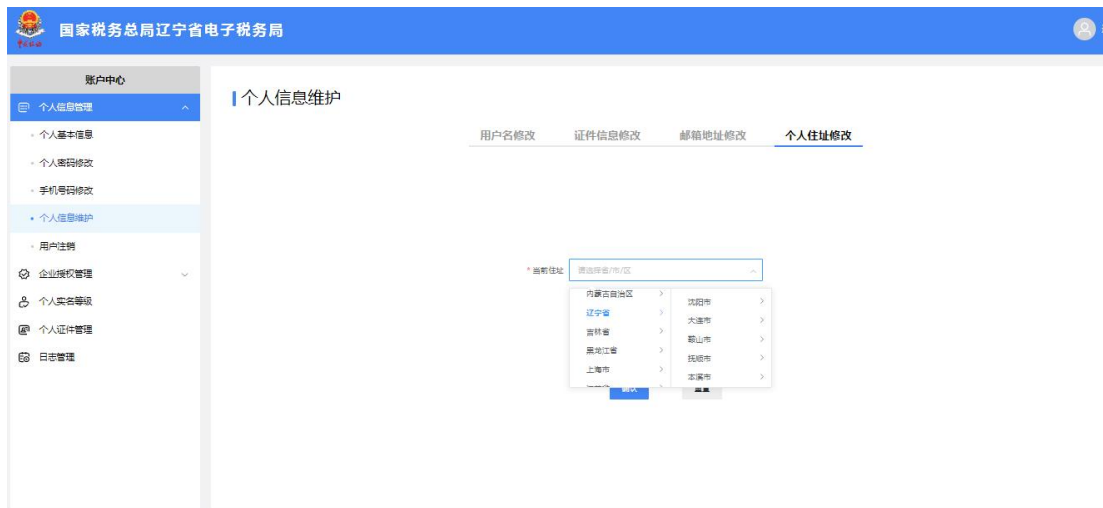 国家税务总局辽宁省电子税务局
中国税务
账户中心
个人信息管理
个人基本信息
个人密码修改
手机号码修改
个人信息维护
用户注销
企业授权管理
个人实名等级
个人证件管理
日志管理
个人信息维护
用户名修改 证件信息修改 邮箱地址修改 个人住址修改
* 当前住址 请选择省/市/区
内蒙古自治区
辽宁省
吉林省
黑龙江省
上海市
沈阳市
大连市
鞍山市
抚顺市
本溪市
确认 重置